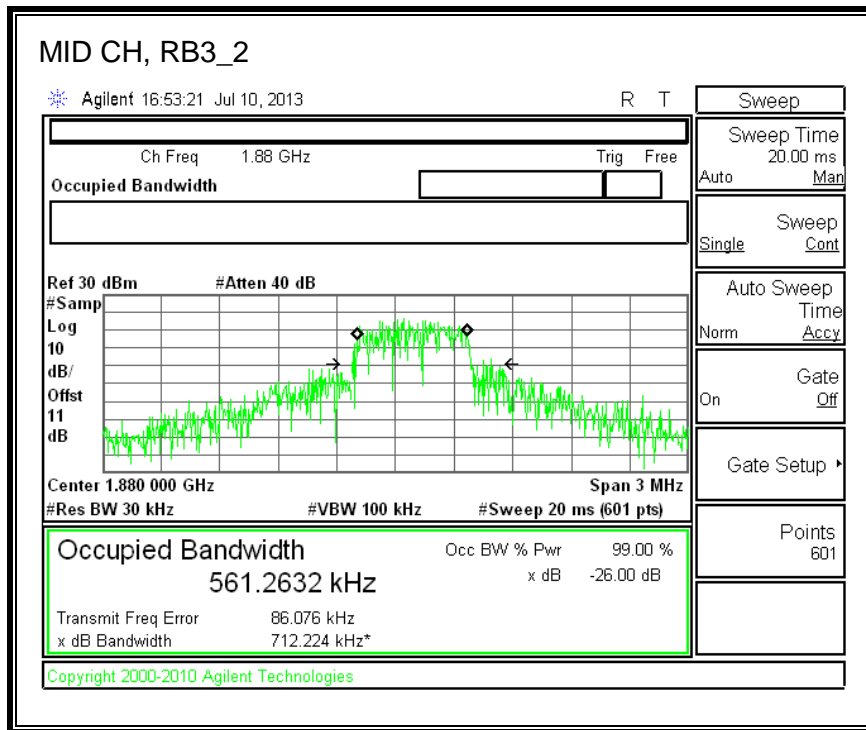 MID CH, RB3_2
Agilent 16:53:21 Jul 10, 2013 R T
Ch Freq 1.88 GHz Trig Free
Occupied Bandwidth
Ref 30 dBm #Atten 40 dB
#Samp
Log
10
dB/
Offst
11
dB
Center 1.880 000 GHz Span 3 MHz
#Res BW 30 kHz #VBW 100 kHz #Sweep 20 ms (601 pts)
Occupied Bandwidth Occ BW % Pwr 99.00 %
561.2632 kHz x dB -26.00 dB
Transmit Freq Error 86.076 kHz
x dB Bandwidth 712.224 kHz*
Copyright 2000-2010 Agilent Technologies
Sweep
Sweep Time
20.00 ms
Auto Man
Sweep
Single Cont
Auto Sweep
Time
Norm Accy
Gate
On Off
Gate Setup
Points
601